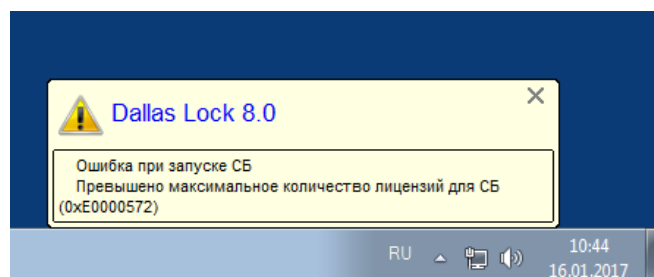 Dallas Lock 8.0
Ошибка при запуске СБ
Превышено максимальное количество лицензий для СБ
(0xE0000572)
RU
10:44
16.01.2017